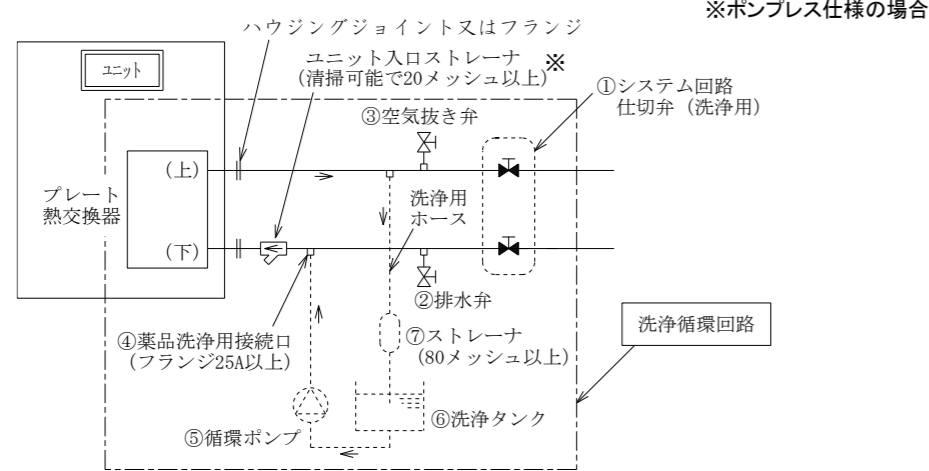 ※ポンプレス仕様の場合
ハウジングジョイント又はフランジ
ユニット
ユニット入口ストレーナ
(清掃可能で20メッシュ以上)※
①システム回路
仕切弁（洗浄用）
③空気抜き弁
(上)
プレート
熱交換器
洗浄用
ホース
(下)
②排水弁
④薬品洗浄用接続口
(フランジ25A以上)
⑦ストレーナ
(80メッシュ以上)
洗浄循環回路
⑥洗浄タンク
⑤循環ポンプ